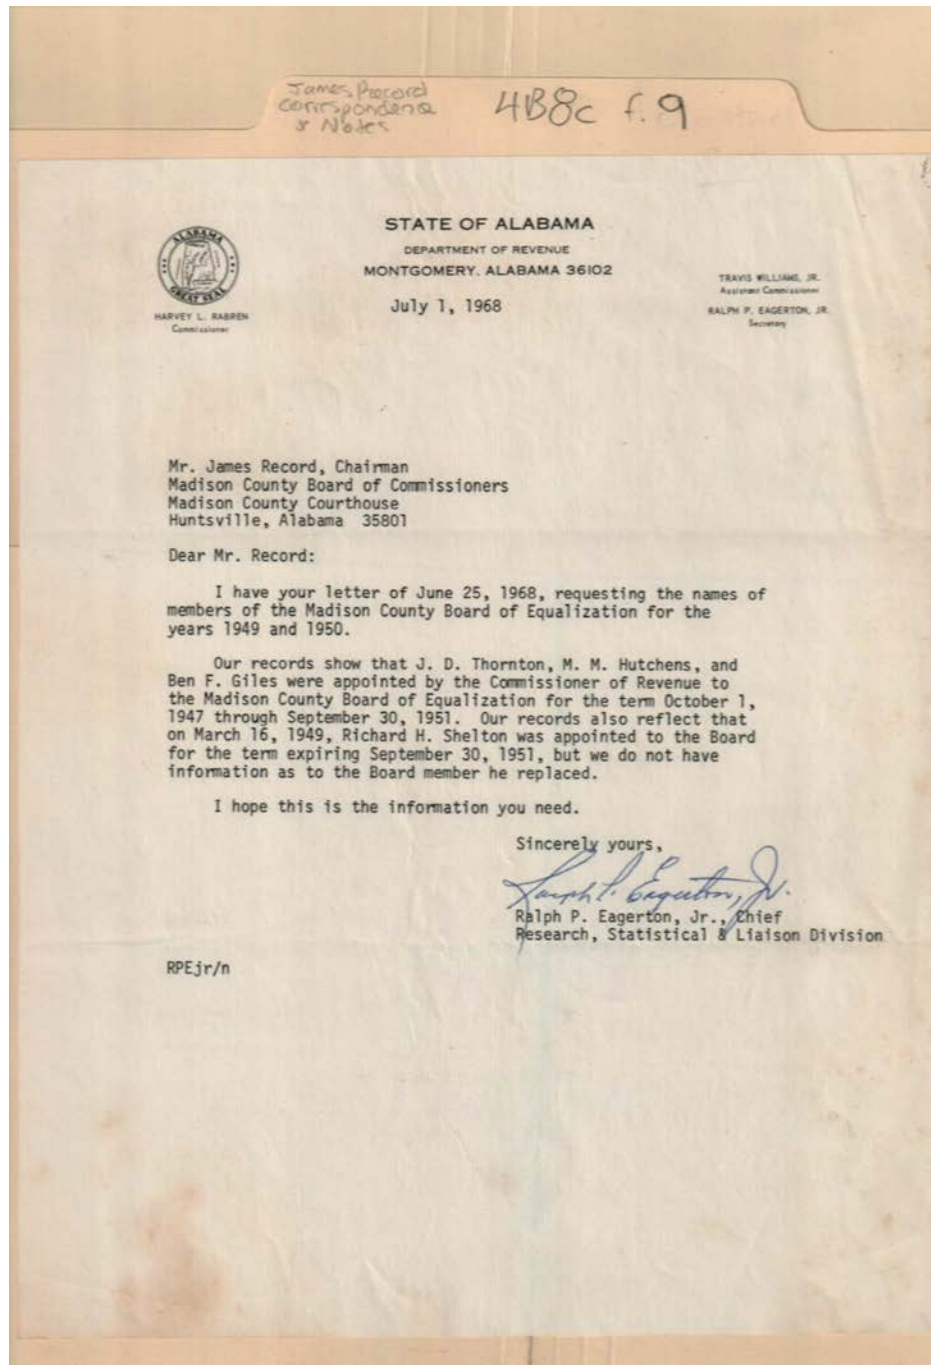 James Record
Correspondence
& Notes
4B8c f.9
ALABAMA
GREAT SEAL
HARVEY L. RABREN
Commissioner
STATE OF ALABAMA
DEPARTMENT OF REVENUE
MONTGOMERY, ALABAMA 36102
July 1, 1968
TRAVIS WILLIAMS, JR.
Assistant Commissioner
RALPH P. EAGERTON, JR.
Secretary
Mr. James Record, Chairman
Madison County Board of Commissioners
Madison County Courthouse
Huntsville, Alabama 35801
Dear Mr. Record:
I have your letter of June 25, 1968, requesting the names of
members of the Madison County Board of Equalization for the
years 1949 and 1950.
Our records show that J. D. Thornton, M. M. Hutchens, and
Ben F. Giles were appointed by the Commissioner of Revenue to
the Madison County Board of Equalization for the term October 1,
1947 through September 30, 1951. Our records also reflect that
on March 16, 1949, Richard H. Shelton was appointed to the Board
for the term expiring September 30, 1951, but we do not have
information as to the Board member he replaced.
I hope this is the information you need.
Sincerely yours,
Ralph P. Eagerton, Jr.
Ralph P. Eagerton, Jr., Chief
Research, Statistical & Liaison Division
RPEjr/n